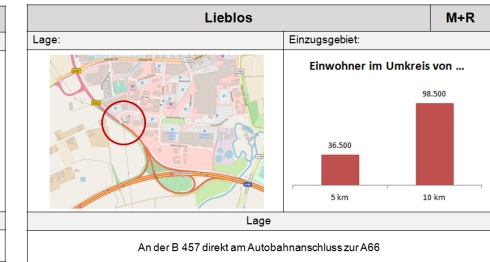 Lieblos
M+R
Lage:
Einzugsgebiet:
Einwohner im Umkreis von ...
98.500
36.500
5 km
10 km
Lage
An der B 457 direkt am Autobahnanschluss zur A66